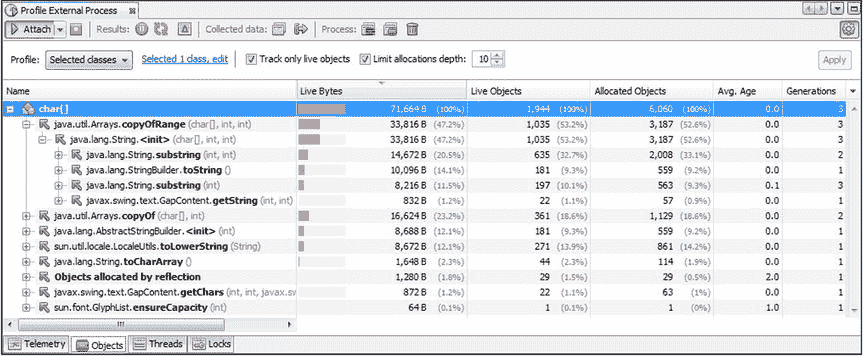 Profile External Process
Attach Results: Collected data: Process:
Profile: Selected classes Selected 1 class, edit Track only live objects Limit allocations depth: 10 Apply
Name Live Bytes Live Objects Allocated Objects Avg. Age Generations
char[] 71,664 B (100%) 1,944 (100%) 6,060 (100%) 0.0 3
java.util.Arrays.copyOfRange (char[], int, int) 33,816 B (47.2%) 1,035 (53.2%) 3,187 (52.6%) 0.0 3
java.lang.String.<init> (char[], int, int) 33,816 B (47.2%) 1,035 (53.2%) 3,187 (52.6%) 0.0 3
java.lang.String.substring (int, int) 14,672 B (20.5%) 635 (32.7%) 2,008 (33.1%) 0.0 2
java.lang.StringBuilder.toString () 10,096 B (14.1%) 181 (9.3%) 559 (9.2%) 0.0 1
java.lang.String.substring (int) 8,216 B (11.5%) 197 (10.1%) 563 (9.3%) 0.1 3
javax.swing.text.GapContent.getString (int, int) 832 B (1.2%) 22 (1.1%) 57 (0.9%) 0.0 1
java.util.Arrays.copyOf (char[], int) 16,624 B (23.2%) 361 (18.6%) 1,129 (18.6%) 0.0 2
java.lang.AbstractStringBuilder.<init> (int) 8,688 B (12.1%) 181 (9.3%) 559 (9.2%) 0.0 1
sun.util.locale.LocaleUtils.toLowerString (String) 8,672 B (12.1%) 271 (13.9%) 861 (14.2%) 0.0 1
java.lang.String.toCharArray () 1,648 B (2.3%) 44 (2.3%) 114 (1.9%) 0.0 1
Objects allocated by reflection 1,280 B (1.8%) 29 (1.5%) 29 (0.5%) 2.0 1
javax.swing.text.GapContent.getChars (int, int, javax.sw 872 B (1.2%) 22 (1.1%) 63 (1%) 0.0 1
sun.font.GlyphList.ensureCapacity (int) 64 B (0.1%) 1 (0.1%) 1 (0%) 1.0 1
Telemetry Objects Threads Locks